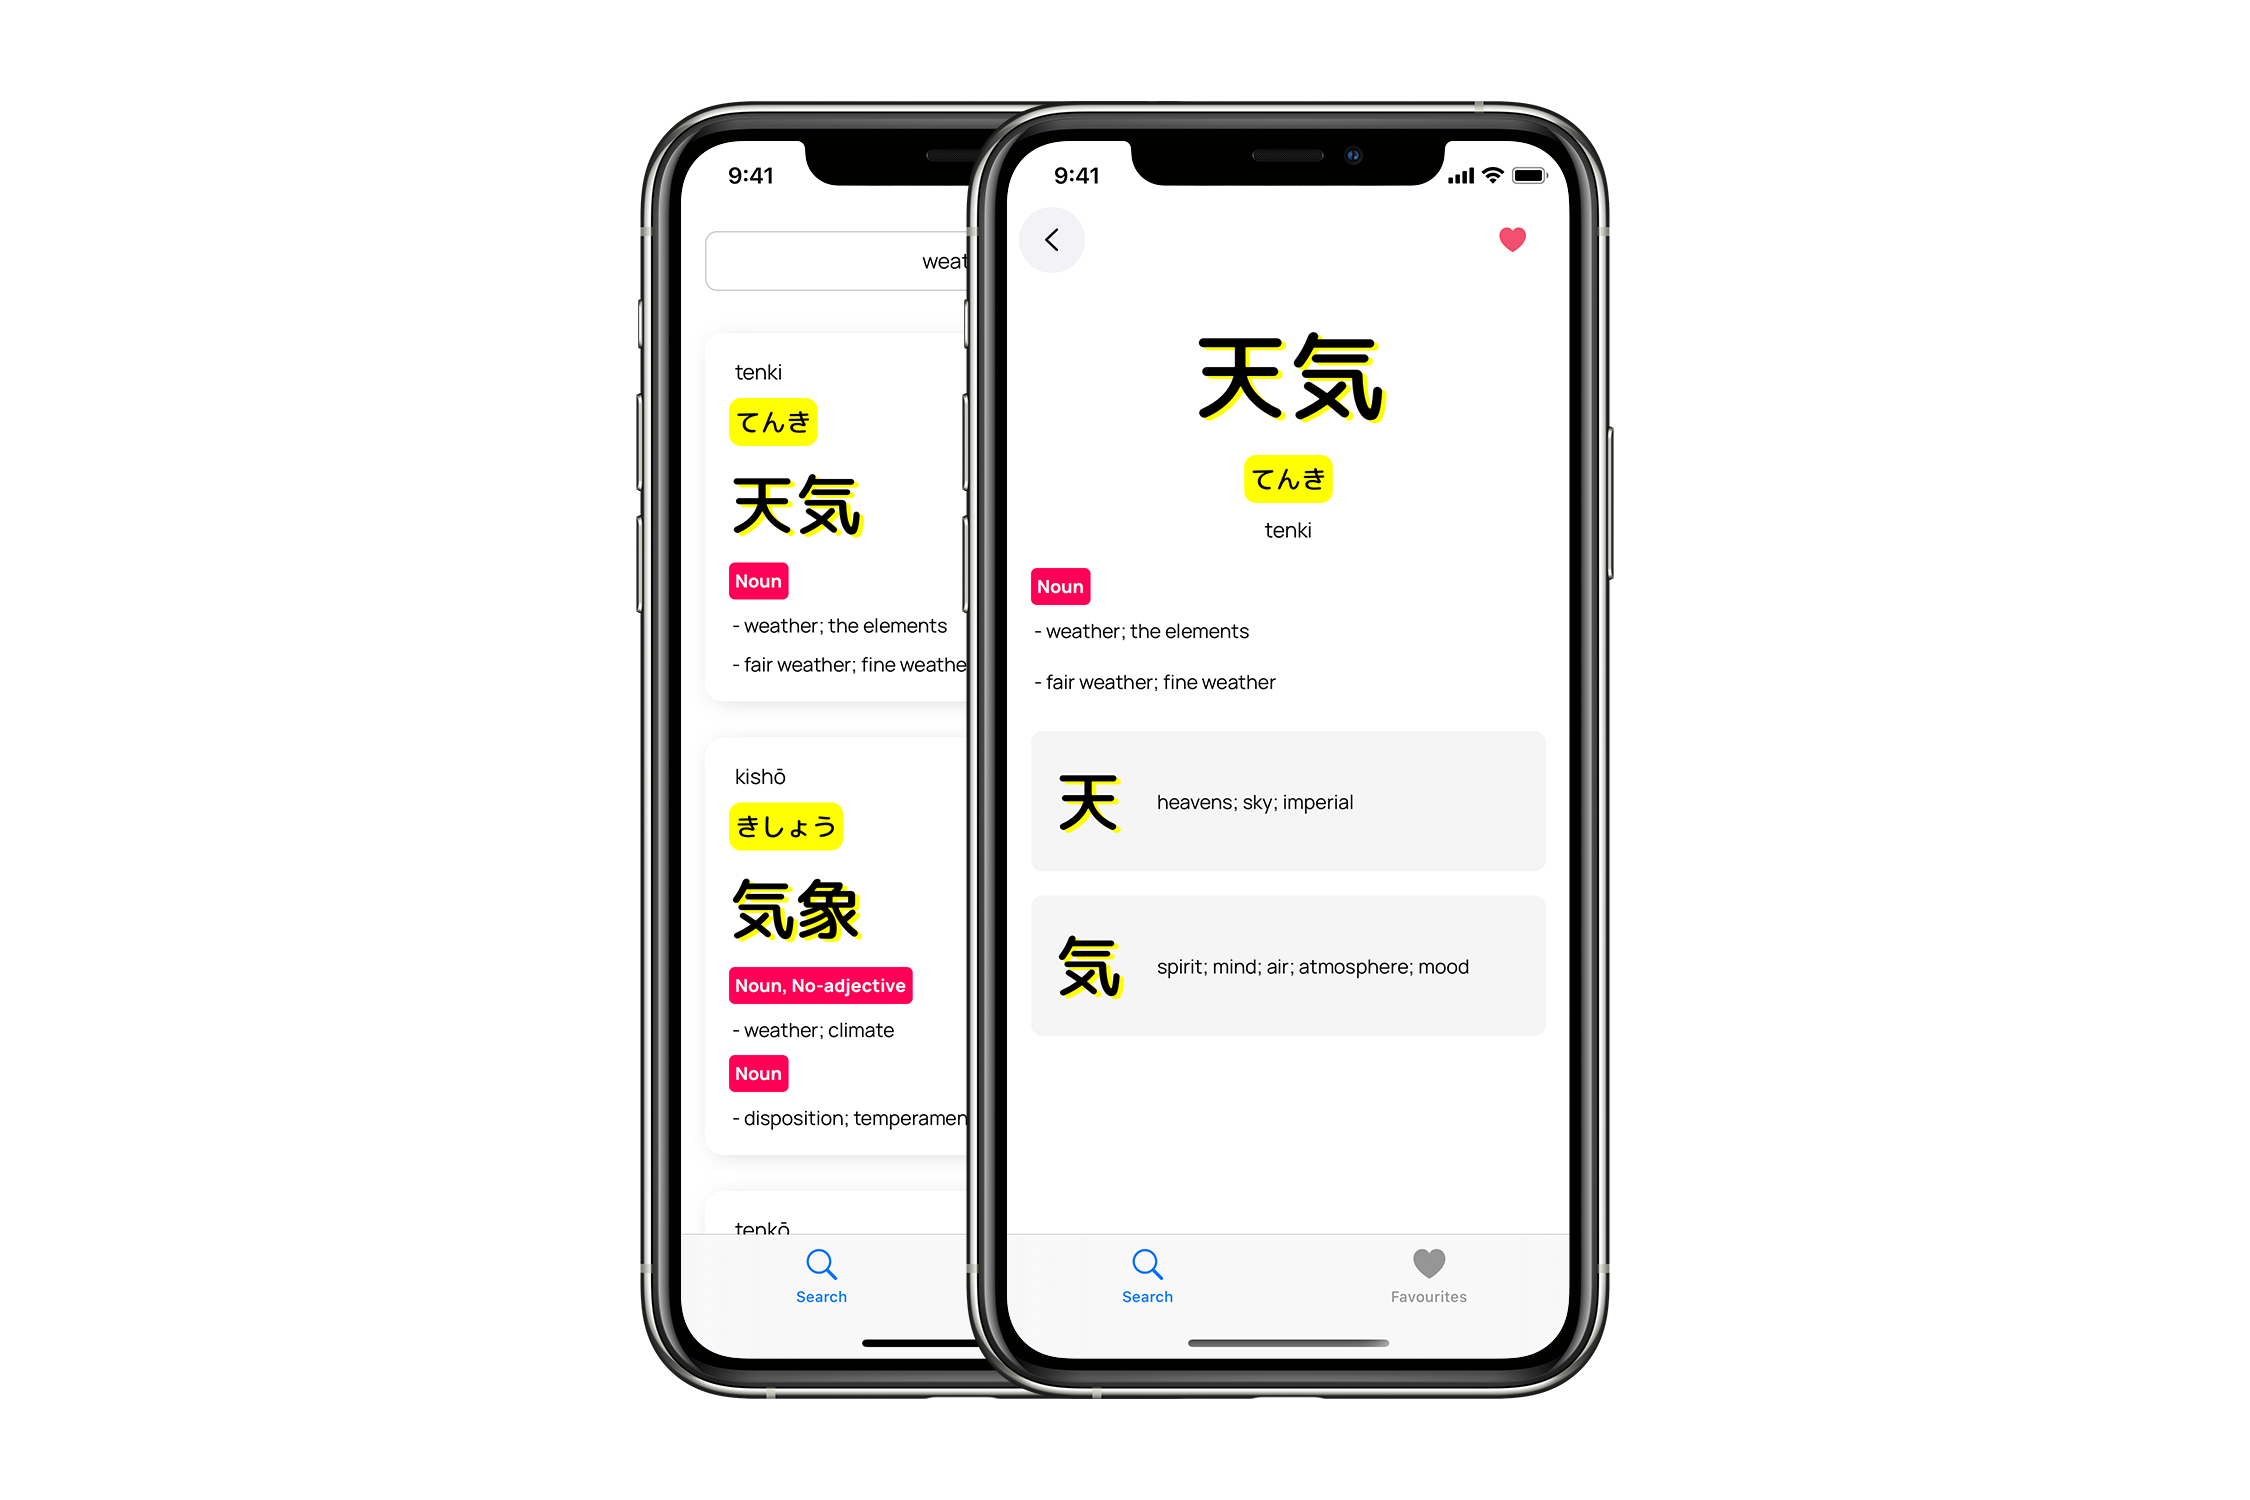 9:41
weat
tenki
てんき
天気
Noun
- weather; the elements
- fair weather; fine weathe
kishō
きしょう
気象
Noun, No-adjective
- weather; climate
Noun
- disposition; temperamen
tenkō
Search
9:41
天気
てんき
tenki
Noun
- weather; the elements
- fair weather; fine weather
天 heavens; sky; imperial
気 spirit; mind; air; atmosphere; mood
Search Favourites